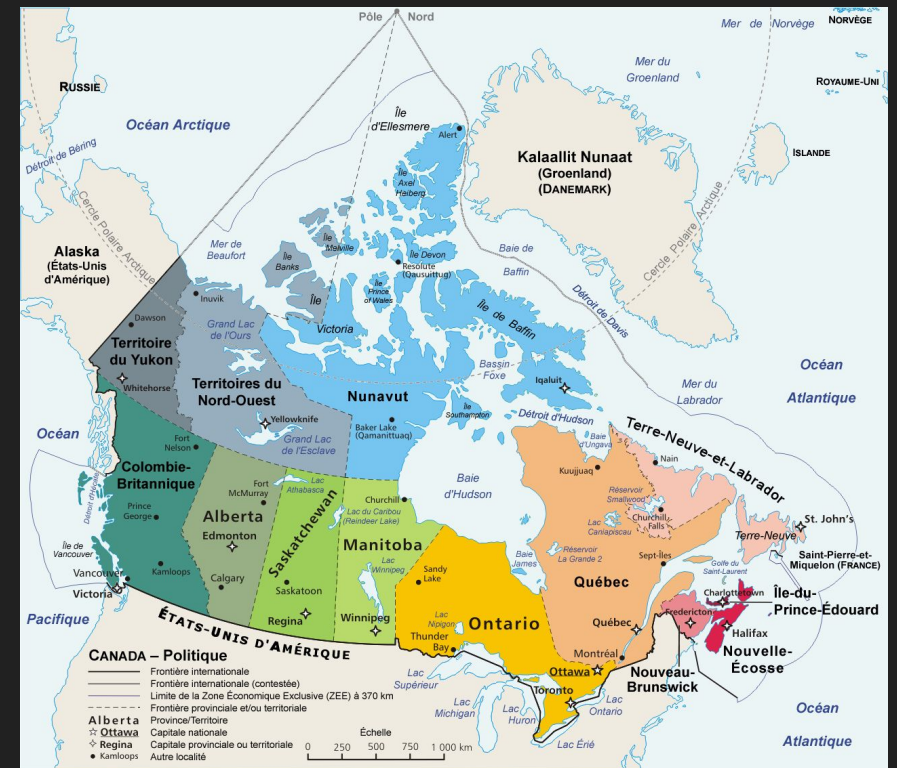 Pôle Nord
Mer de Norvége
NORVÈGE
Mer du
Groenland
RUSSIE
ROYAUME-UNI
Océan Arctique
Île
d'Ellesmere
Alert
Détroit de Béring
Kalaallit Nunaat
(Groenland)
(DANEMARK)
ISLANDE
Île
Axel
Heiberg
Cercle Polaire Arctique
Cercle Polaire Arctique
Alaska
(États-Unis
d'Amérique)
Mer de
Beaufort
Île
Melville
Île
Banks
Île Devon
Resolute
(Qausuittuq)
Baie de
Baffin
Île
Prince
of Wales
Inuvik
Île
Victoria
Île de Baffin
Détroit de Davis
Dawson
Grand Lac
de l'Ours
Territoire
du Yukon
Whitehorse
Territoires du
Nord-Ouest
Bassin
Foxe
Iqaluit
Océan
Atlantique
Mer du
Labrador
Nunavut
Yellowknife
Île
Southampton
Détroit d'Hudson
Baker Lake
(Qamanittuaq)
Grand Lac
de l'Esclave
Terre-Neuve-et-Labrador
Océan
Pacifique
Fort
Nelson
Baie
d'Ungava
Nain
Kuujjuaq
Colombie-
Britannique
Fort
McMurray
Lac
Athabasca
Baie
d'Hudson
Détroit d'Hécate
Prince
George
Churchill
Réservoir
Smallwood
Lac du Caribou
(Reindeer Lake)
Churchill
Falls
St. John's
Alberta
Edmonton
Saskatchewan
Manitoba
Lac
Caniapiscau
Terre-Neuve
Île de
Vancouver
Kamloops
Lac
Winnipeg
Baie
James
Réservoir
La Grande 2
Sept-Îles
Saint-Pierre-et-
Miquelon (FRANCE)
Golfe du
Saint-Laurent
Vancouver
Victoria
Calgary
Saskatoon
Sandy
Lake
Québec
Charlottetown
Île-du-
Prince-Édouard
Regina
Winnipeg
Lac
Nipigon
Ontario
Québec
Fredericton
Halifax
Nouvelle-
Écosse
ÉTATS-UNIS D'AMÉRIQUE
Thunder
Bay
Montréal
Ottawa
Nouveau-
Brunswick
Toronto
Lac
Supérieur
Lac
Michigan
Lac
Huron
Lac
Ontario
Lac Érié
Océan
Atlantique
CANADA – Politique
Frontière internationale
Frontière internationale (contestée)
Limite de la Zone Économique Exclusive (ZEE) à 370 km
Frontière provinciale et/ou territoriale
Alberta Province/Territoire
Ottawa Capitale nationale
Regina Capitale provinciale ou territoriale
Kamloops Autre localité
Échelle
0 250 500 750 1 000 km